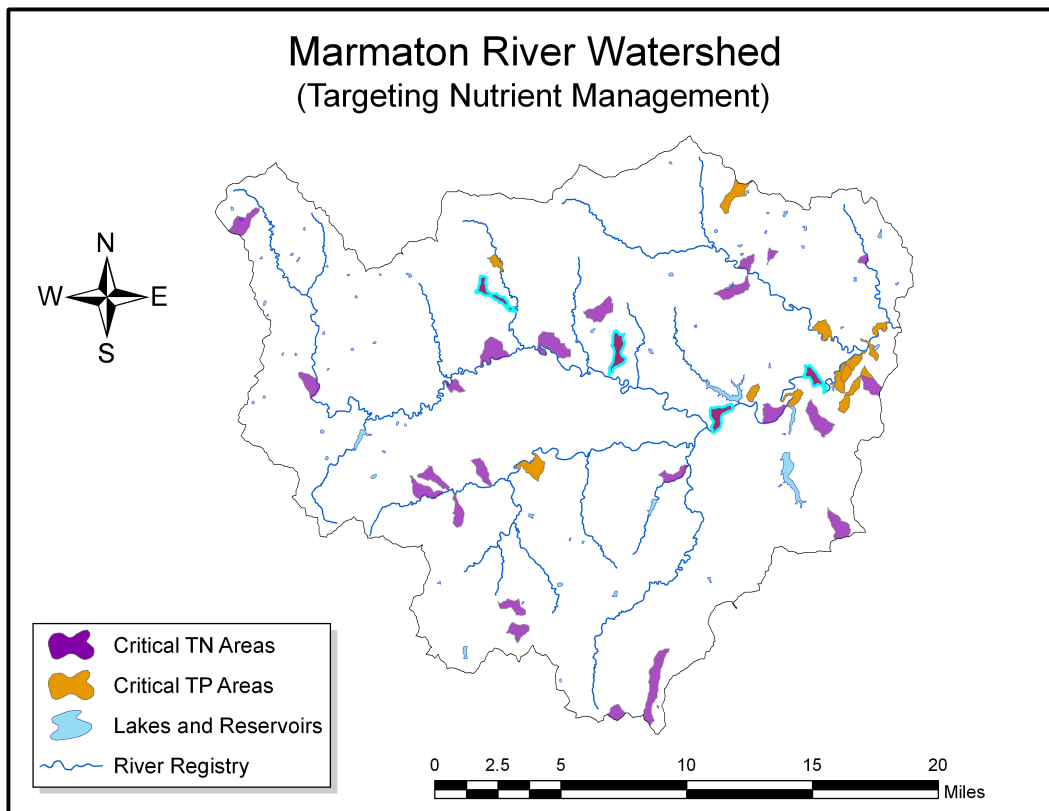 Marmaton River Watershed
(Targeting Nutrient Management)
N
W E
S
Critical TN Areas
Critical TP Areas
Lakes and Reservoirs
River Registry
0 2.5 5 10 15 20
Miles